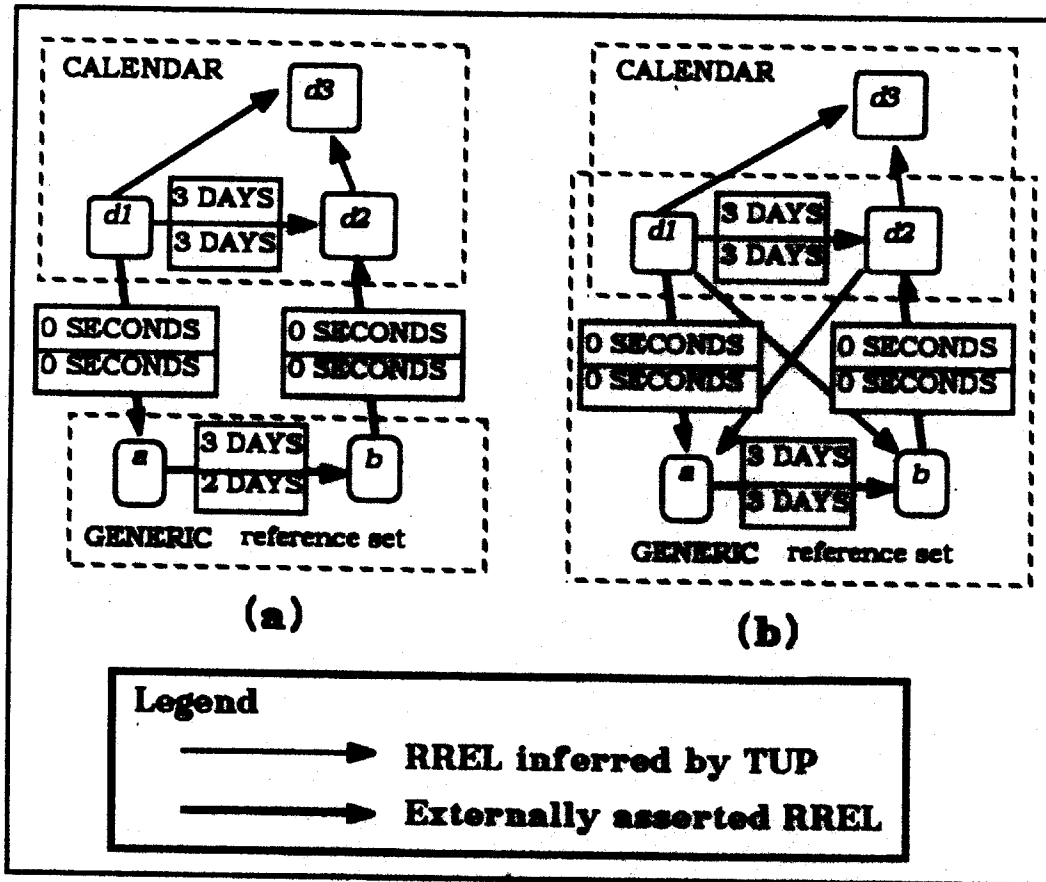 CALENDAR
d3
d1
3 DAYS
3 DAYS
d2
0 SECONDS
0 SECONDS
0 SECONDS
0 SECONDS
a
3 DAYS
2 DAYS
b
GENERIC reference set
(a)
CALENDAR
d3
d1
3 DAYS
3 DAYS
d2
0 SECONDS
0 SECONDS
0 SECONDS
0 SECONDS
a
3 DAYS
3 DAYS
b
GENERIC reference set
(b)
Legend
RREL inferred by TUP
Externally asserted RREL